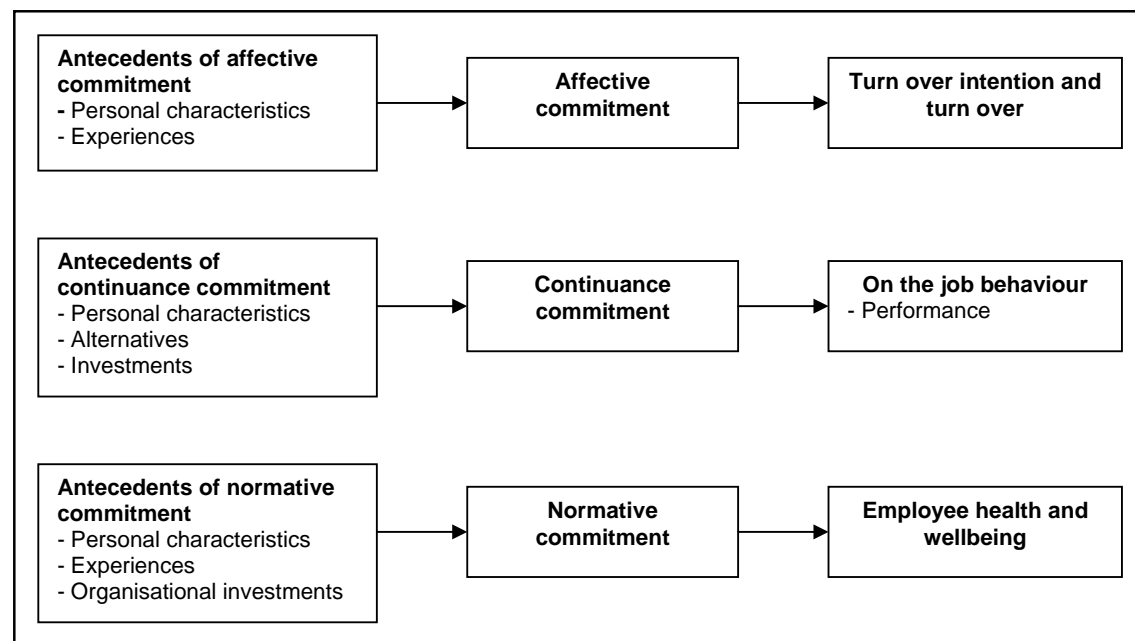 Antecedents of affective
commitment
- Personal characteristics
- Experiences
Affective
commitment
Turn over intention and
turn over
Antecedents of
continuance commitment
- Personal characteristics
- Alternatives
- Investments
Continuance
commitment
On the job behaviour
- Performance
Antecedents of normative
commitment
- Personal characteristics
- Experiences
- Organisational investments
Normative
commitment
Employee health and
wellbeing